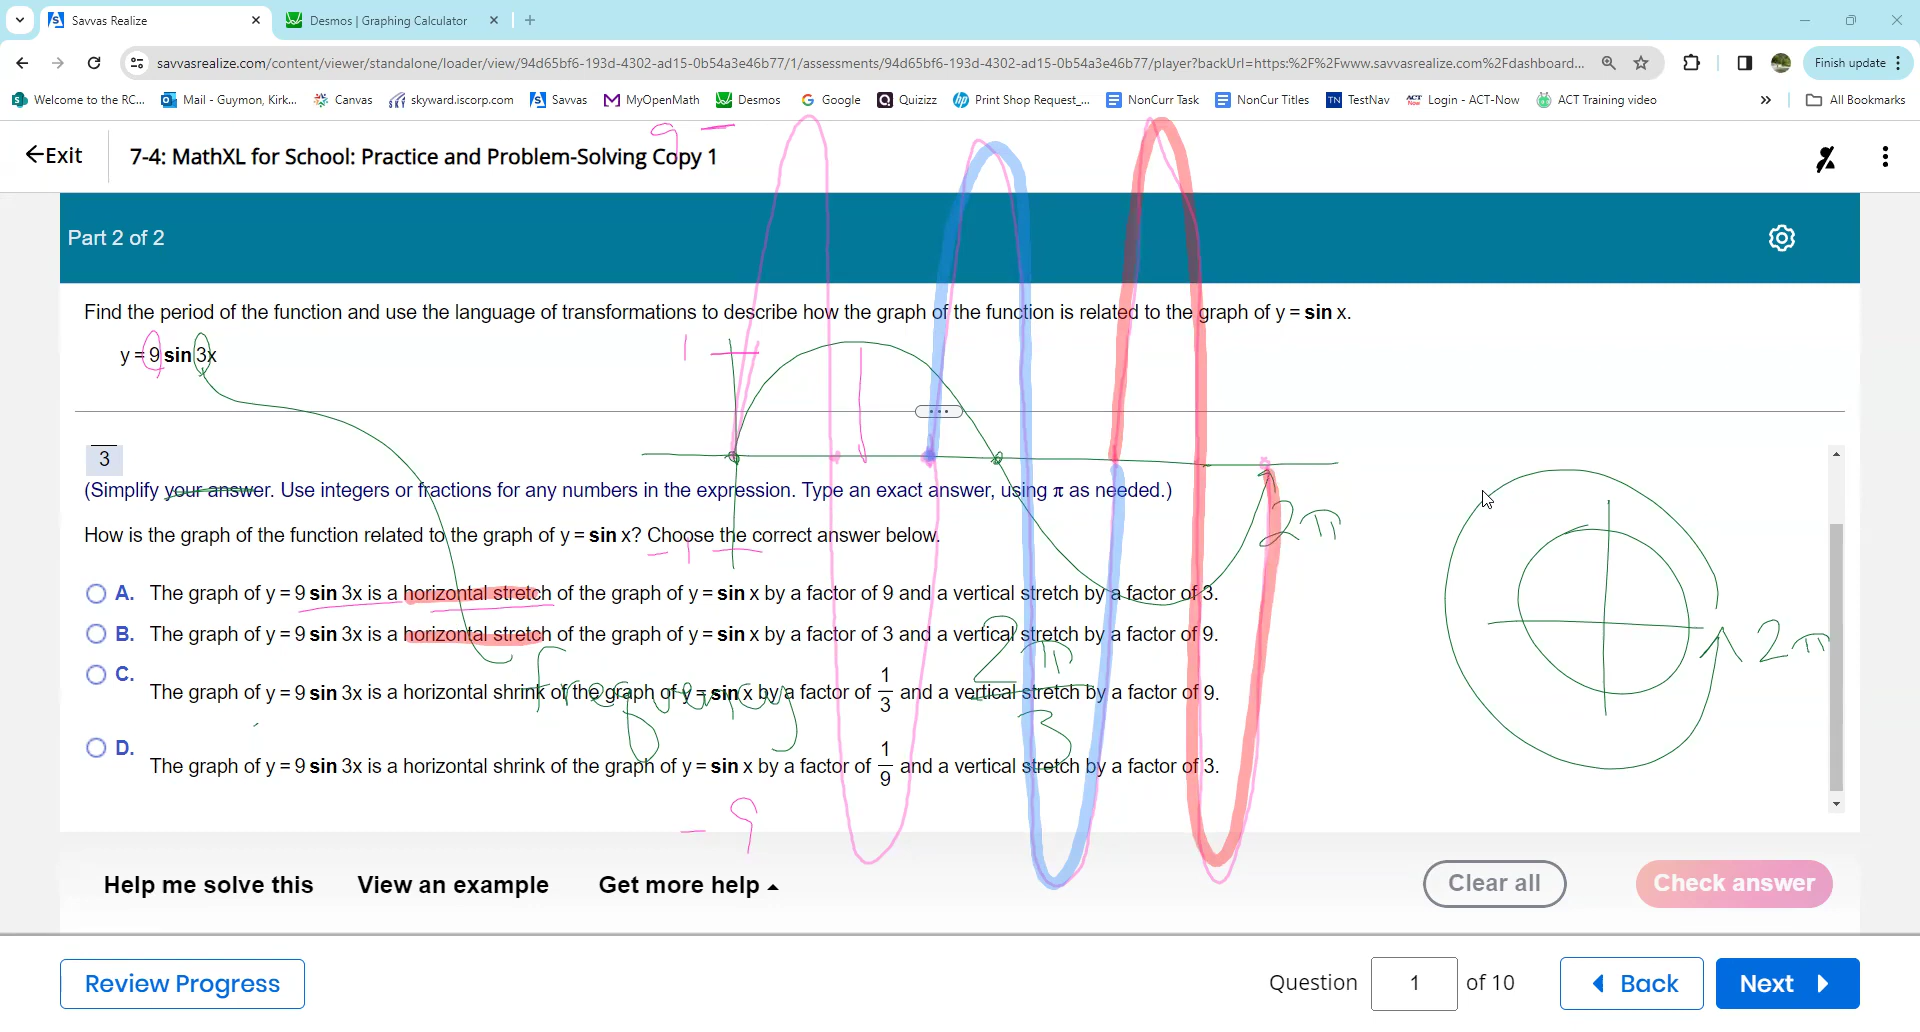 Savvas Realize
Desmos | Graphing Calculator
savvasrealize.com/content/viewer/standalone/loader/view/94d65bf6-193d-4302-ad15-0b54a3e46b77/1/assessments/94d65bf6-193d-4302-ad15-0b54a3e46b77/player?backUrl=https:%2F%2Fwww.savvasrealize.com%2Fdashboard...
Finish update
Welcome to the RC... Mail - Guymon, Kirk... Canvas skyward.iscorp.com Savvas MyOpenMath Desmos Google Quizizz Print Shop Request_... NonCurr Task NonCur Titles TestNav Login - ACT-Now ACT Training video » All Bookmarks
9
Exit
7-4: MathXL for School: Practice and Problem-Solving Copy 1
Part 2 of 2
Find the period of the function and use the language of transformations to describe how the graph of the function is related to the graph of y = sin x.
y = 9 sin 3x
1
3
(Simplify your answer. Use integers or fractions for any numbers in the expression. Type an exact answer, using π as needed.)
2π
How is the graph of the function related to the graph of y = sin x? Choose the correct answer below.
-1
A. The graph of y = 9 sin 3x is a horizontal stretch of the graph of y = sin x by a factor of 9 and a vertical stretch by a factor of 3.
B. The graph of y = 9 sin 3x is a horizontal stretch of the graph of y = sin x by a factor of 3 and a vertical stretch by a factor of 9.
2π
C. The graph of y = 9 sin 3x is a horizontal shrink of the graph of y = sin x by a factor of 1/3 and a vertical stretch by a factor of 9.
frequency
2π
3
D. The graph of y = 9 sin 3x is a horizontal shrink of the graph of y = sin x by a factor of 1/9 and a vertical stretch by a factor of 3.
-9
Help me solve this View an example Get more help
Clear all
Check answer
Review Progress
Question 1 of 10
Back
Next